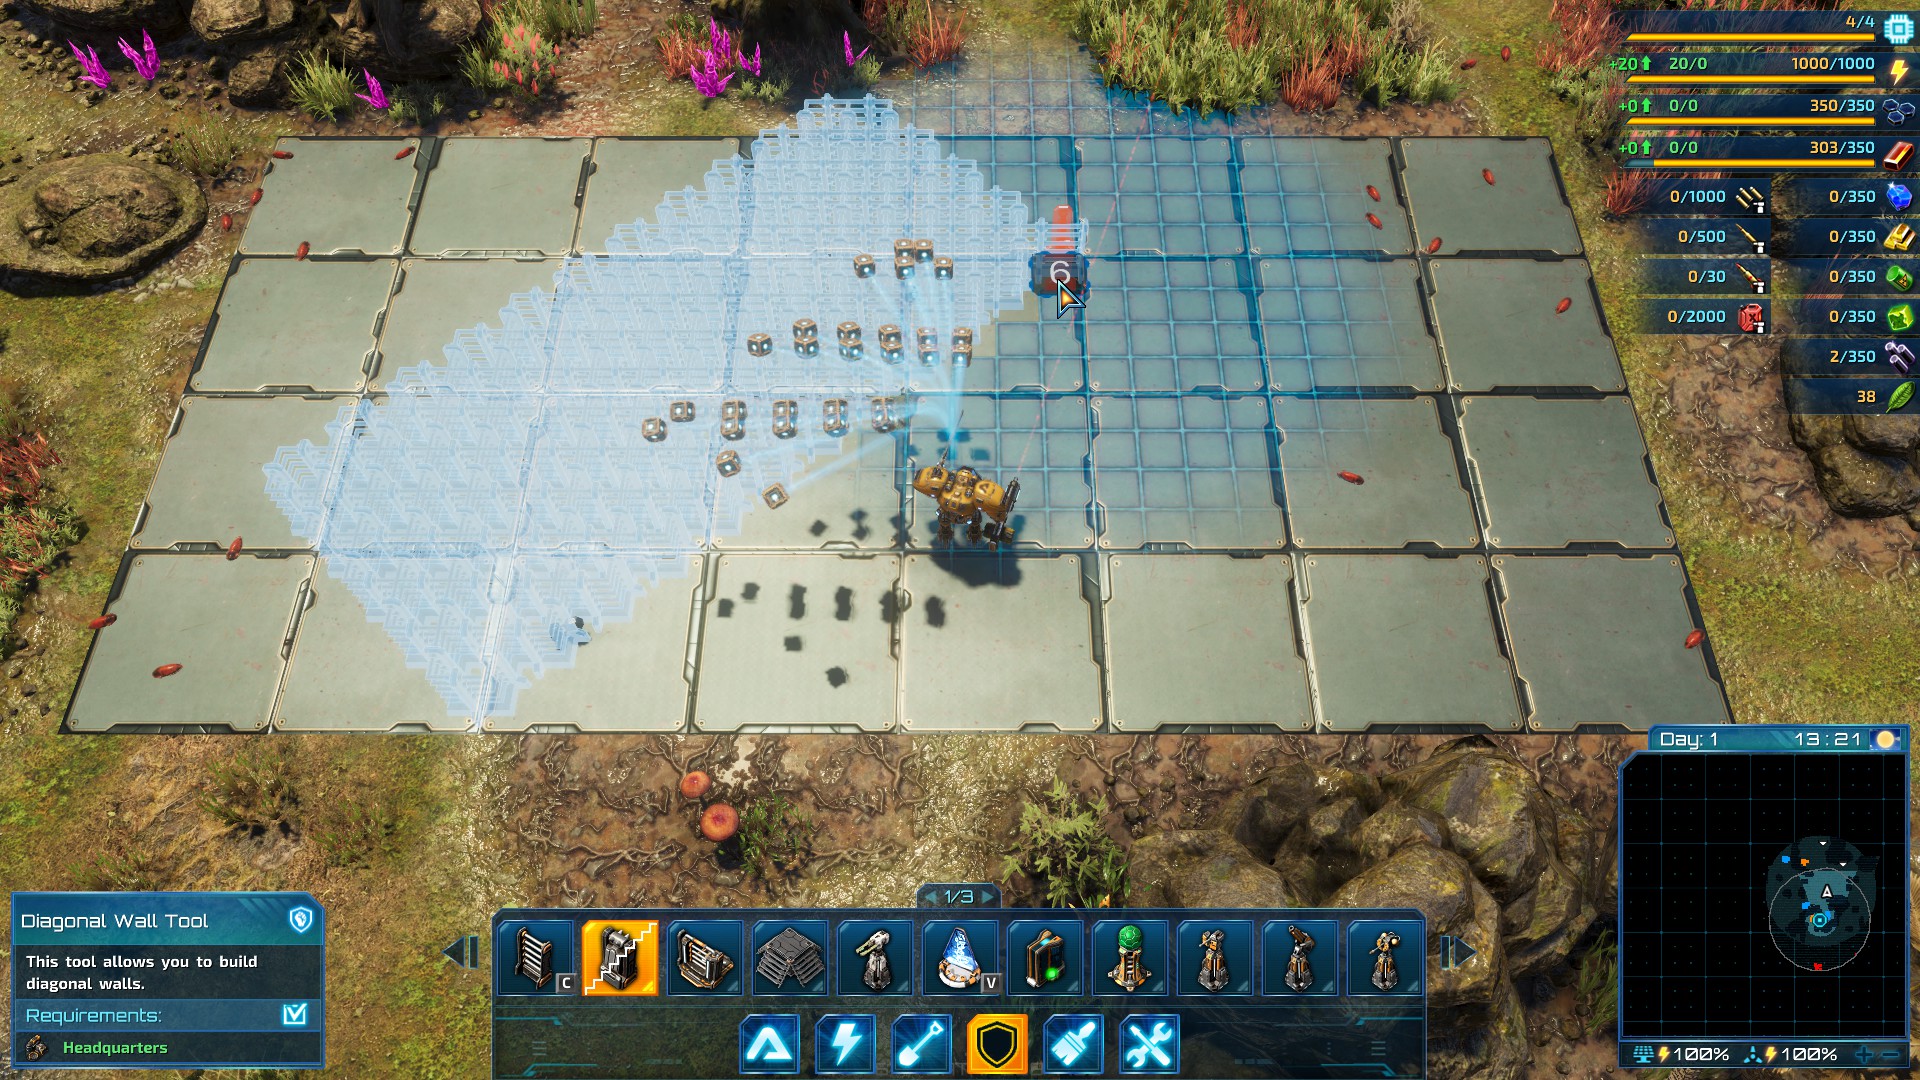 4/4
+20 20/0 1000/1000
+0 0/0 350/350
+0 0/0 303/350
0/1000 0/350
0/500 0/350
0/30 0/350
0/2000 0/350
2/350
38
6
Day: 1 13:21
1/3
Diagonal Wall Tool
This tool allows you to build
diagonal walls.
Requirements:
Headquarters
C
V
100% 100%